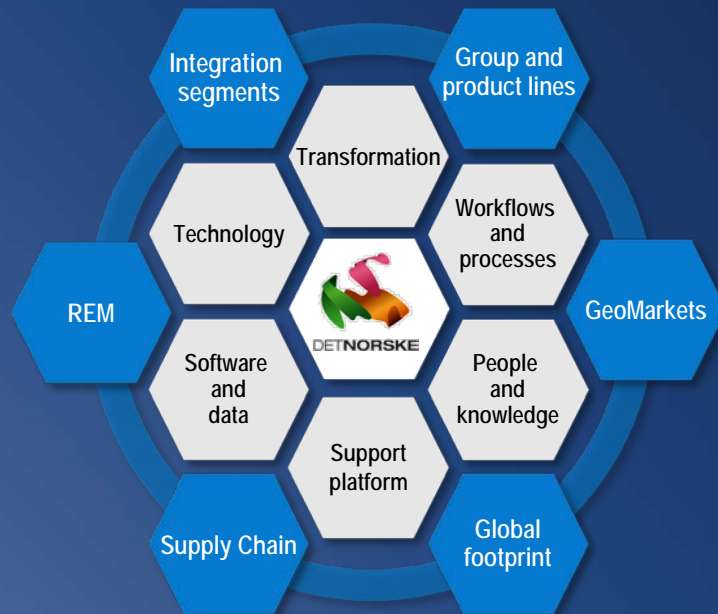 Integration
segments
Group and
product lines
Transformation
Technology
Workflows
and
processes
REM
DETNORSKE
GeoMarkets
Software
and
data
People
and
knowledge
Support
platform
Supply Chain
Global
footprint